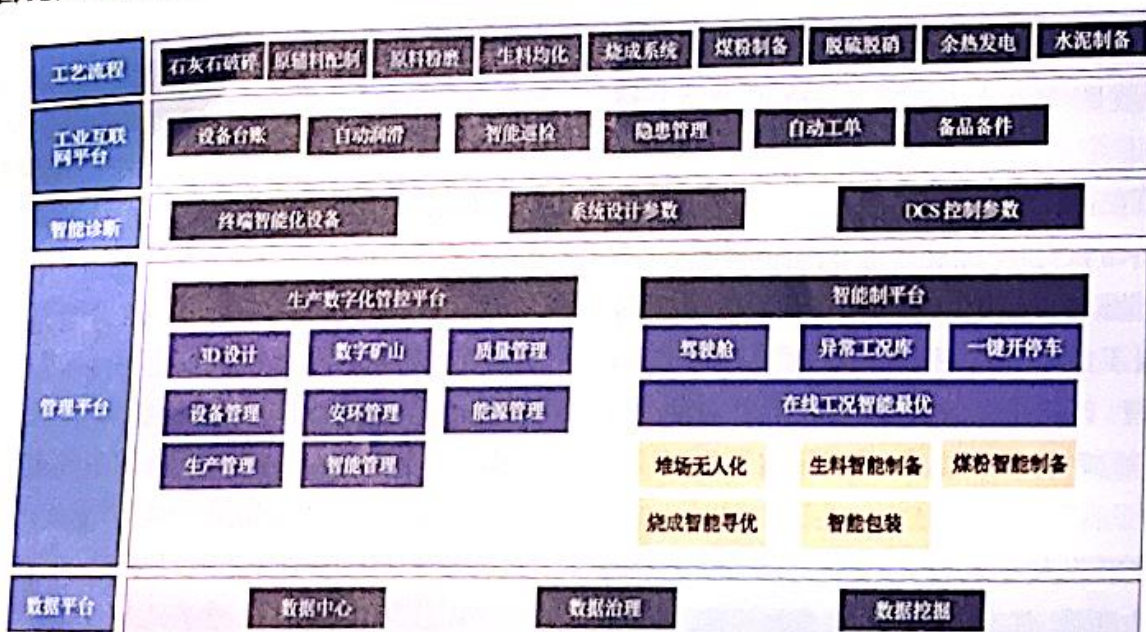 工艺流程
石灰石破碎 原辅料配制 原料粉磨 生料均化 烧成系统 煤粉制备 脱硫脱硝 余热发电 水泥制备
工业互联
网平台
设备台账 自动润滑 智能巡检 隐患管理 自动工单 备品备件
智能诊断
终端智能化设备 系统设计参数 DCS 控制参数
管理平台
生产数字化管控平台
3D 设计 数字矿山 质量管理
设备管理 安环管理 能源管理
生产管理 智能管理
智能制平台
驾驶舱 异常工况库 一键开停车
在线工况智能最优
堆场无人化 生料智能制备 煤粉智能制备
烧成智能寻优 智能包装
数据平台
数据中心 数据治理 数据挖掘